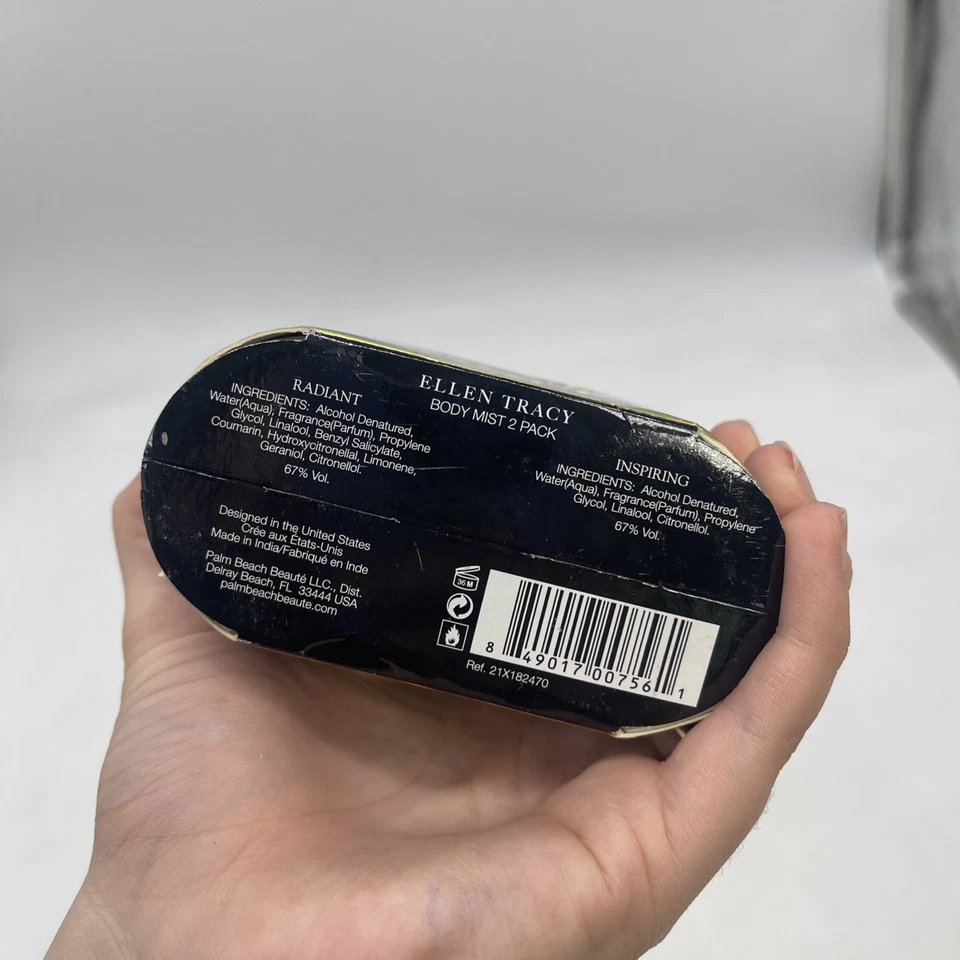 ELLEN TRACY
BODY MIST 2 PACK
RADIANT
INGREDIENTS: Alcohol Denatured,
Water(Aqua), Fragrance(Parfum), Propylene
Glycol, Linalool, Benzyl Salicylate,
Coumarin, Hydroxycitronellal, Limonene,
Geraniol, Citronellol.
67% Vol.
INSPIRING
INGREDIENTS: Alcohol Denatured,
Water(Aqua), Fragrance(Parfum), Propylene
Glycol, Linalool, Citronellol.
67% Vol.
Designed in the United States
Crée aux États-Unis
Made in India/Fabriqué en Inde
Palm Beach Beauté LLC., Dist.
Delray Beach, FL 33444 USA
palmbeachbeaute.com
36 M
8 49017 00756 1
Ref. 21X182470